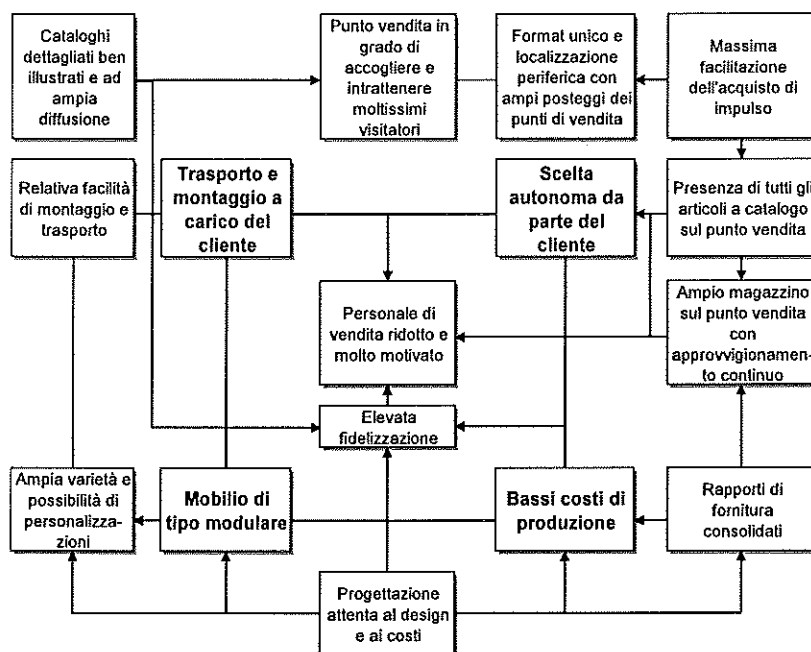 Cataloghi
dettagliati ben
illustrati e ad
ampia
diffusione
Punto vendita in
grado di
accogliere e
intrattenere
moltissimi
visitatori
Format unico e
localizzazione
periferica con
ampi posteggi dei
punti di vendita
Massima
facilitazione
dell'acquisto di
impulso
Relativa facilità
di montaggio e
trasporto
Trasporto e
montaggio a
carico del
cliente
Scelta
autonoma da
parte del
cliente
Presenza di tutti gli
articoli a catalogo
sul punto vendita
Personale di
vendita ridotto e
molto motivato
Ampio magazzino
sul punto vendita
con
approvvigionamen-
to continuo
Elevata
fidelizzazione
Ampia varietà e
possibilità di
personalizza-
zioni
Mobilio di
tipo modulare
Bassi costi di
produzione
Rapporti di
fornitura
consolidati
Progettazione
attenta al design
e ai costi